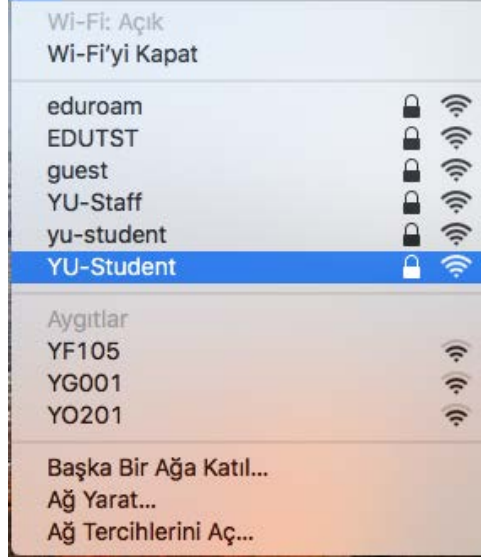 Wi-Fi: Açık
Wi-Fi'yi Kapat
eduroam
EDUTST
guest
YU-Staff
yu-student
YU-Student
Aygıtlar
YF105
YG001
YO201
Başka Bir Ağa Katıl...
Ağ Yarat...
Ağ Tercihlerini Aç...